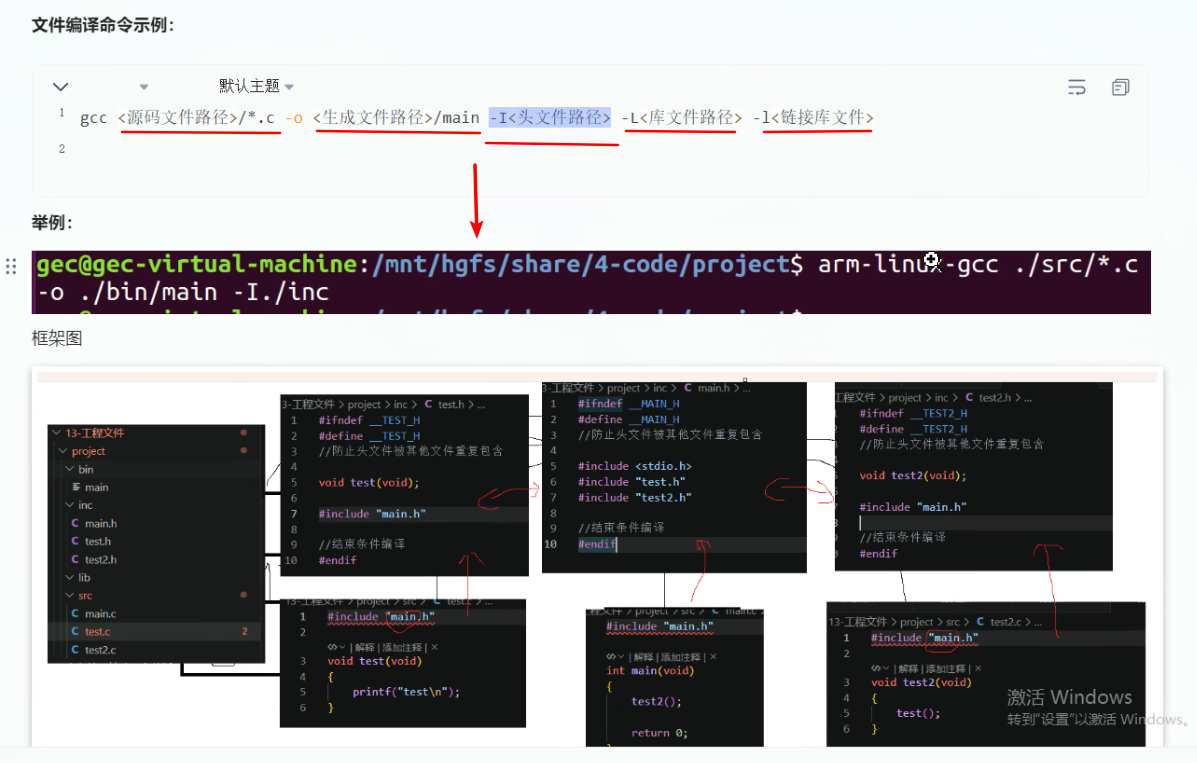 文件编译命令示例：
默认主题
1 gcc <源码文件路径>/*.c -o <生成文件路径>/main -I<头文件路径> -L<库文件路径> -l<链接库文件>
2
举例：
gec@gec-virtual-machine:/mnt/hgfs/share/4-code/project$ arm-linux-gcc ./src/*.c
-o ./bin/main -I./inc
框架图
13-工程文件
project
bin
main
inc
main.h
test.h
test2.h
lib
src
main.c
test.c 2
test2.c
3-工程文件 > project > inc > C test.h > ...
1 #ifndef __TEST_H
2 #define __TEST_H
3 //防止头文件被其他文件重复包含
4
5 void test(void);
6
7 #include "main.h"
8
9 //结束条件编译
10 #endif
3-工程文件 > project > inc > C main.h > ...
1 #ifndef __MAIN_H
2 #define __MAIN_H
3 //防止头文件被其他文件重复包含
4
5 #include <stdio.h>
6 #include "test.h"
7 #include "test2.h"
8
9 //结束条件编译
10 #endif
工程文件 > project > inc > C test2.h > ...
#ifndef __TEST2_H
#define __TEST2_H
//防止头文件被其他文件重复包含
void test2(void);
#include "main.h"
//结束条件编译
#endif
13-工程文件 > project > src > C test.c > ...
1 #include "main.h"
2
解释 | 添加注释 | ×
3 void test(void)
4 {
5 printf("test\n");
6 }
工程文件 > project > src > C main.c >
#include "main.h"
解释 | 添加注释 | ×
int main(void)
{
test2();
return 0;
13-工程文件 > project > src > C test2.c > ...
1 #include "main.h"
2
解释 | 添加注释 | ×
3 void test2(void)
4 {
5 test();
6 }
激活 Windows
转到"设置"以激活 Windows。